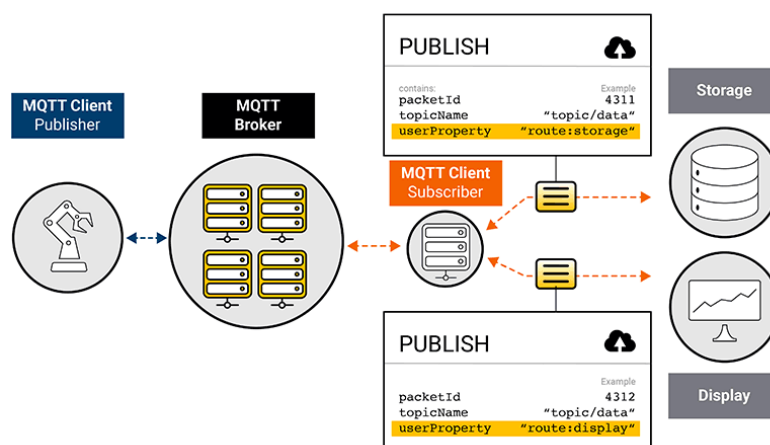 PUBLISH
contains:
Example
packetId 4311
topicName "topic/data"
userProperty "route:storage"
MQTT Client
Publisher
MQTT
Broker
MQTT Client
Subscriber
Storage
PUBLISH
Example
packetId 4312
topicName "topic/data"
userProperty "route:display"
Display